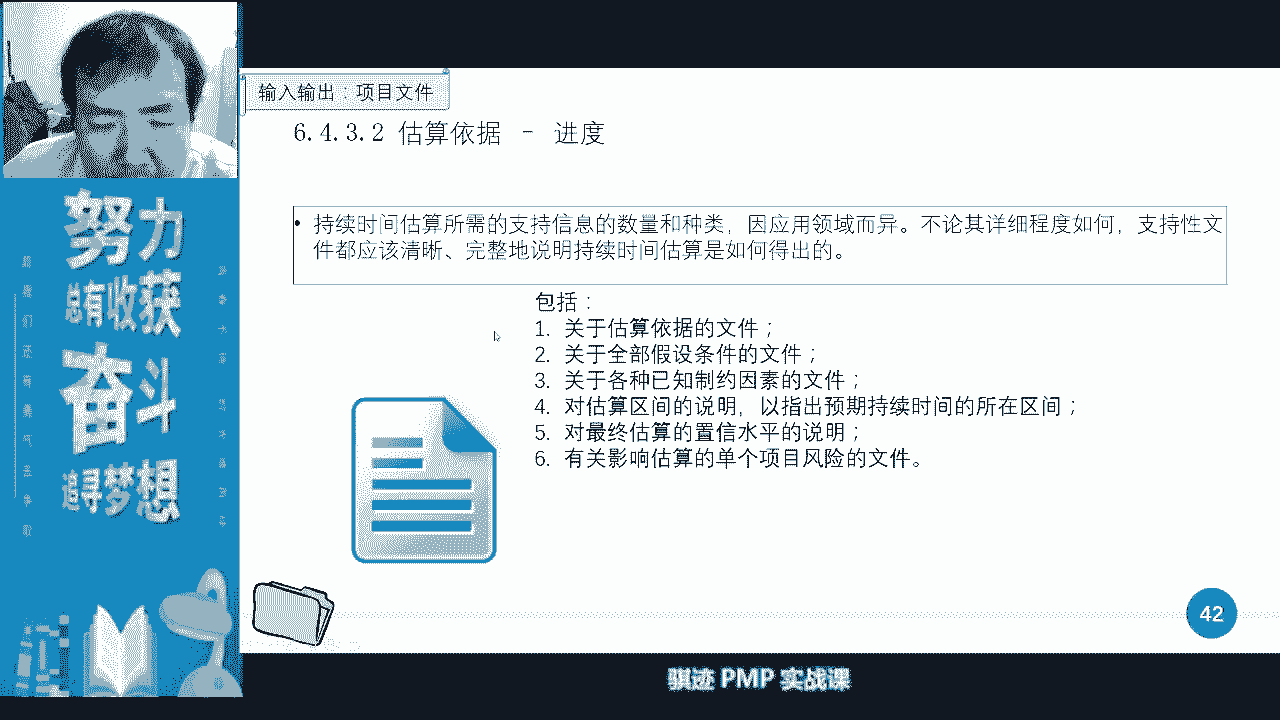 输入输出：项目文件
6.4.3.2 估算依据 - 进度
• 持续时间估算所需的支持信息的数量和种类，因应用领域而异。不论其详细程度如何，支持性文
件都应该清晰、完整地说明持续时间估算是如何得出的。
包括：
1. 关于估算依据的文件；
2. 关于全部假设条件的文件；
3. 关于各种已知制约因素的文件；
4. 对估算区间的说明，以指出预期持续时间的所在区间；
5. 对最终估算的置信水平的说明；
6. 有关影响估算的单个项目风险的文件。
42
努力
总有收获
奋斗
追寻梦想
骐迹 PMP 实战课